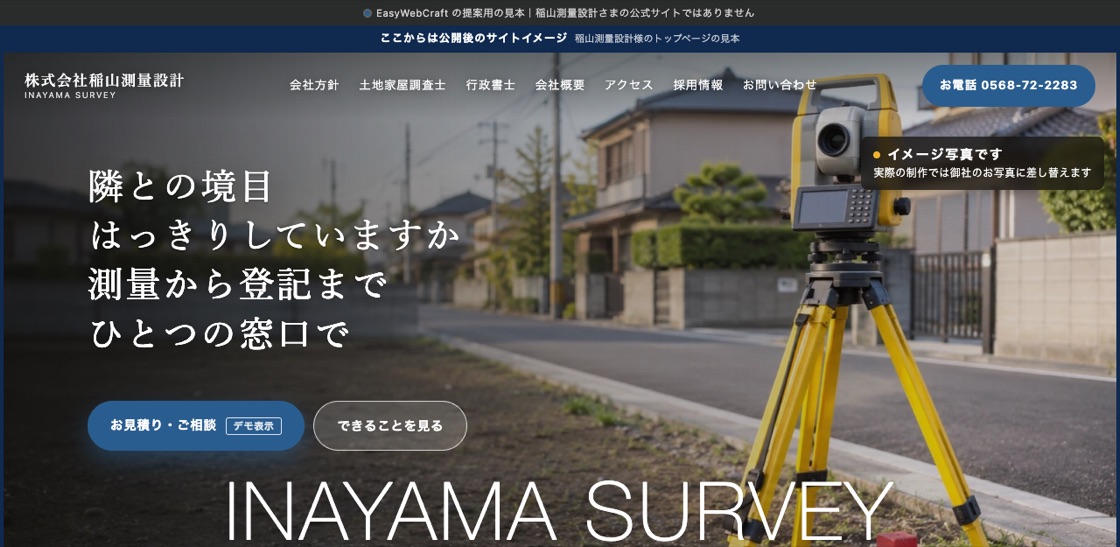 EasyWebCraft の提案用の見本｜稲山測量設計さまの公式サイトではありません
ここからは公開後のサイトイメージ 稲山測量設計様のトップページの見本
株式会社稲山測量設計
INAYAMA SURVEY
会社方針 土地家屋調査士 行政書士 会社概要 アクセス 採用情報 お問い合わせ
お電話 0568-72-2283
イメージ写真です
実際の制作では御社のお写真に差し替えます
隣との境目
はっきりしていますか
測量から登記まで
ひとつの窓口で
お見積り・ご相談 デモ表示
できることを見る
INAYAMA SURVEY